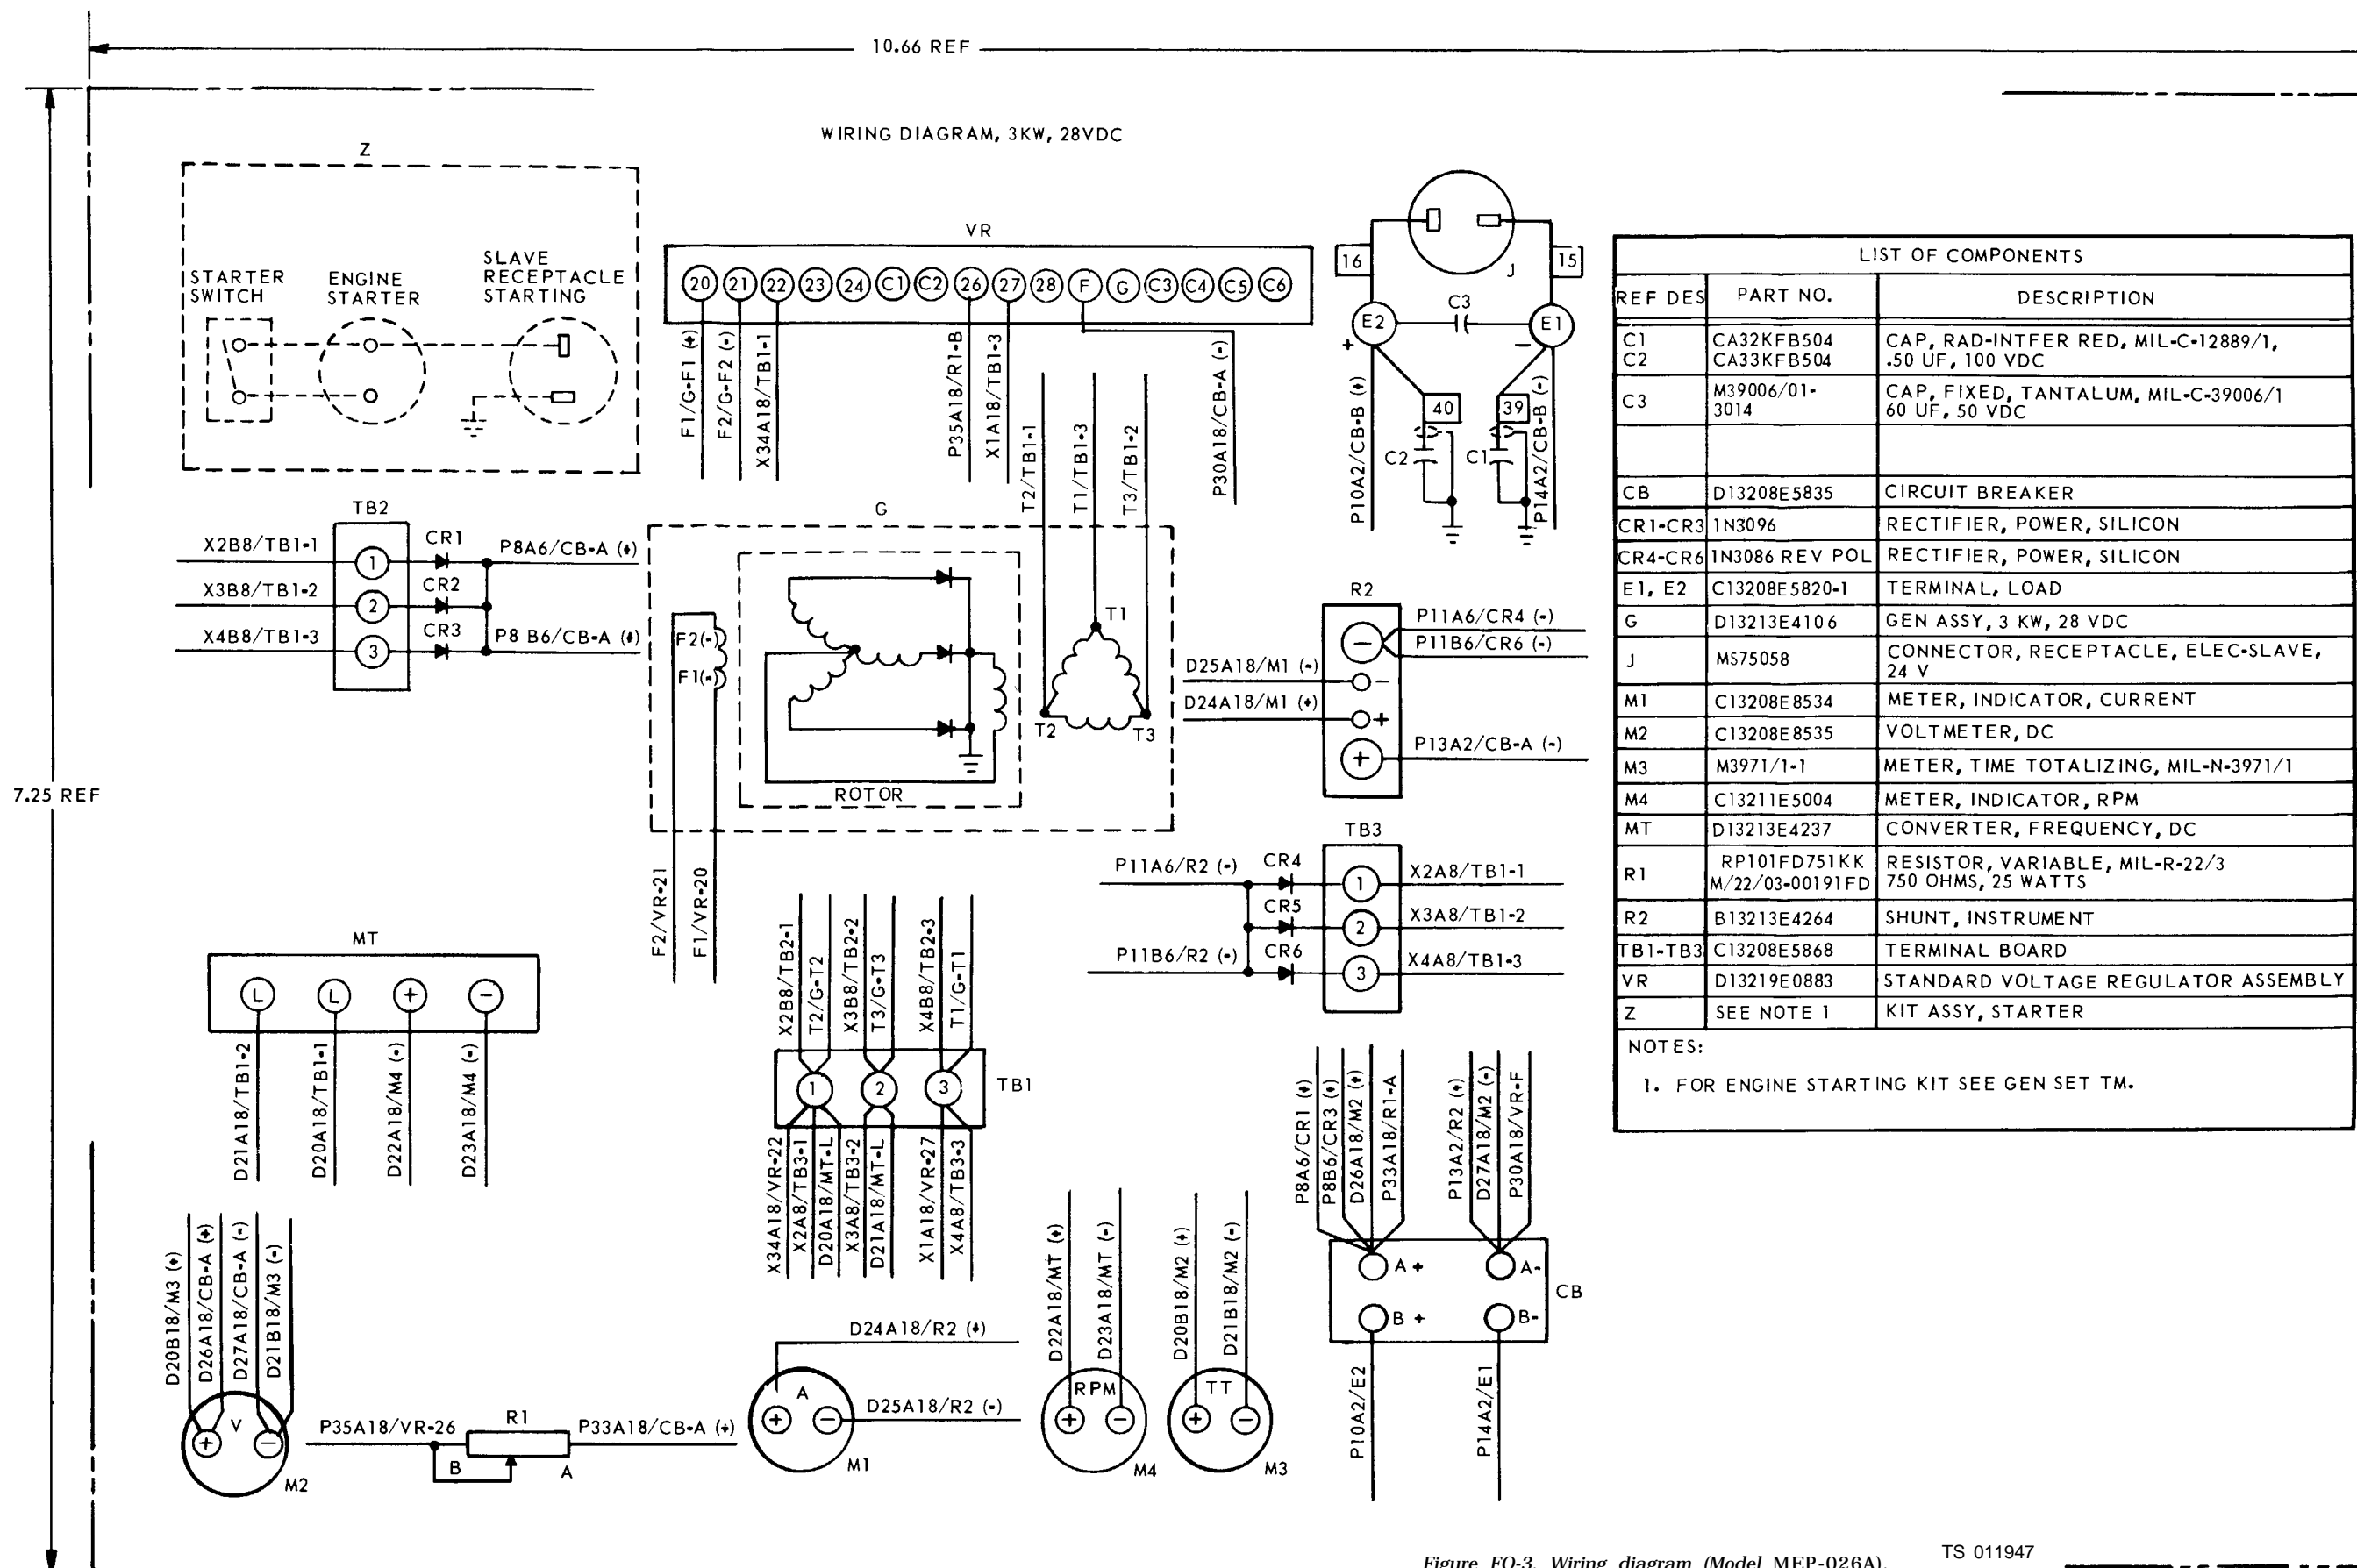 10.66 REF
7.25 REF
WIRING DIAGRAM, 3KW, 28VDC
Z
STARTER
SWITCH
ENGINE
STARTER
SLAVE
RECEPTACLE
STARTING
VR
20 21 22 23 24 C1 C2 26 27 28 F G C3 C4 C5 C6
F1/G-F1 (+)
F2/G-F2 (-)
X34A18/TB1-1
P35A18/R1-B
X1A18/TB1-3
P30A18/CB-A (-)
T2/TB1-1
T1/TB1-3
T3/TB1-2
J
16
15
E2
C3
E1
+
−
40
39
C2
C1
P10A2/CB-B (+)
P14A2/CB-B (-)
TB2
X2B8/TB1-1
1
CR1
P8A6/CB-A (+)
X3B8/TB1-2
2
CR2
X4B8/TB1-3
3
CR3
P8 B6/CB-A (+)
G
F2(-)
F1(-)
T1
T2
T3
ROTOR
F2/VR-21
F1/VR-20
R2
−
P11A6/CR4 (-)
P11B6/CR6 (-)
D25A18/M1 (-)
−
D24A18/M1 (+)
+
+
P13A2/CB-A (-)
TB3
P11A6/R2 (-)
CR4
1
X2A8/TB1-1
CR5
2
X3A8/TB1-2
P11B6/R2 (-)
CR6
3
X4A8/TB1-3
MT
L L + −
D21A18/TB1-2
D20A18/TB1-1
D22A18/M4 (+)
D23A18/M4 (-)
X2B8/TB2-1
T2/G-T2
X3B8/TB2-2
T3/G-T3
X4B8/TB2-3
T1/G-T1
1 2 3
TB1
X34A18/VR-22
X2A8/TB3-1
D20A18/MT-L
X3A8/TB3-2
D21A18/MT-L
X1A18/VR-27
X4A8/TB3-3
P8A6/CR1 (+)
P8B6/CR3 (+)
D26A18/M2 (+)
P33A18/R1-A
P13A2/R2 (+)
D27A18/M2 (-)
P30A18/VR-F
A +
A-
B +
B-
CB
P10A2/E2
P14A2/E1
D20B18/M3 (+)
D26A18/CB-A (+)
D27A18/CB-A (-)
D21B18/M3 (-)
V
+ −
M2
P35A18/VR-26
R1
P33A18/CB-A (+)
B
A
D24A18/R2 (+)
A
+ −
D25A18/R2 (-)
M1
D22A18/MT (+)
D23A18/MT (-)
RPM
+ −
M4
D20B18/M2 (+)
D21B18/M2 (-)
TT
+ −
M3
LIST OF COMPONENTS
REF DES PART NO. DESCRIPTION
C1 CA32KFB504 CAP, RAD-INTFER RED, MIL-C-12889/1,
C2 CA33KFB504 .50 UF, 100 VDC
C3 M39006/01-3014 CAP, FIXED, TANTALUM, MIL-C-39006/1
60 UF, 50 VDC
CB D13208E5835 CIRCUIT BREAKER
CR1-CR3 1N3096 RECTIFIER, POWER, SILICON
CR4-CR6 1N3086 REV POL RECTIFIER, POWER, SILICON
E1, E2 C13208E5820-1 TERMINAL, LOAD
G D13213E4106 GEN ASSY, 3 KW, 28 VDC
J MS75058 CONNECTOR, RECEPTACLE, ELEC-SLAVE,
24 V
M1 C13208E8534 METER, INDICATOR, CURRENT
M2 C13208E8535 VOLTMETER, DC
M3 M3971/1-1 METER, TIME TOTALIZING, MIL-N-3971/1
M4 C13211E5004 METER, INDICATOR, RPM
MT D13213E4237 CONVERTER, FREQUENCY, DC
R1 RP101FD751KK RESISTOR, VARIABLE, MIL-R-22/3
M/22/03-00191FD 750 OHMS, 25 WATTS
R2 B13213E4264 SHUNT, INSTRUMENT
TB1-TB3 C13208E5868 TERMINAL BOARD
VR D13219E0883 STANDARD VOLTAGE REGULATOR ASSEMBLY
Z SEE NOTE 1 KIT ASSY, STARTER
NOTES:
1. FOR ENGINE STARTING KIT SEE GEN SET TM.
Figure FO-3. Wiring diagram (Model MEP-026A).
TS 011947